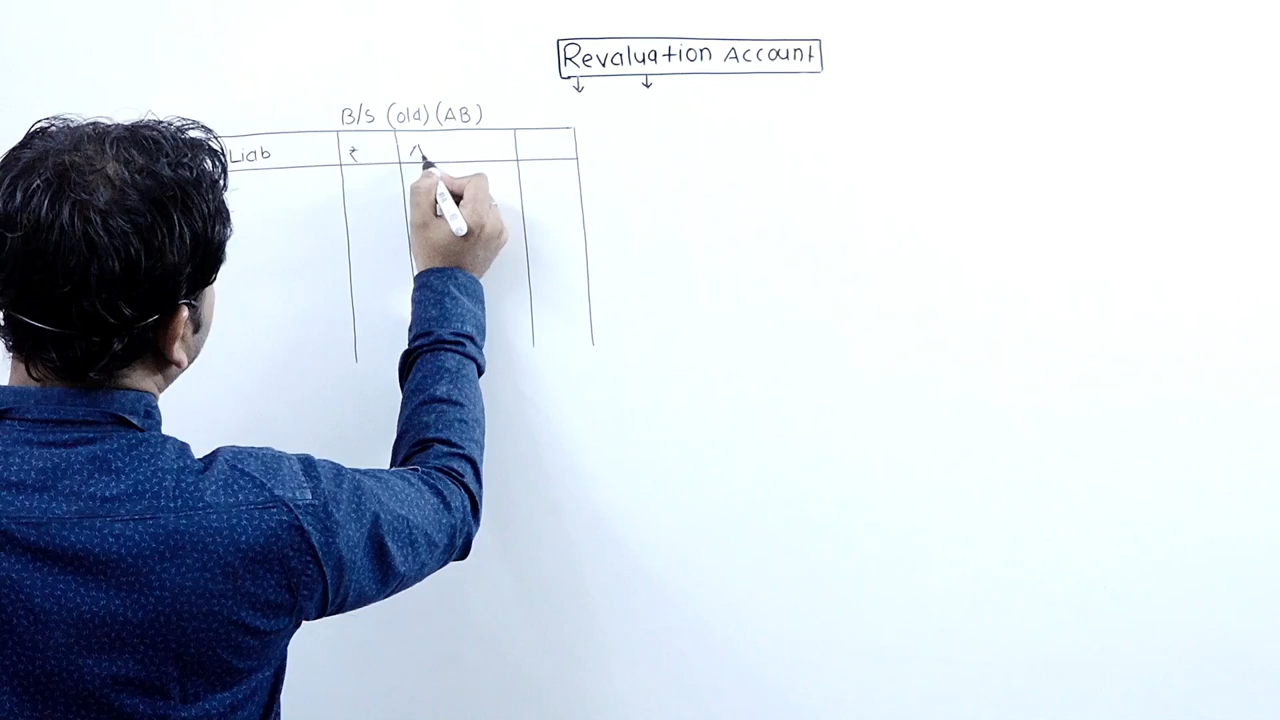 Revaluation Account
B/S (old) (AB)
Liab ₹